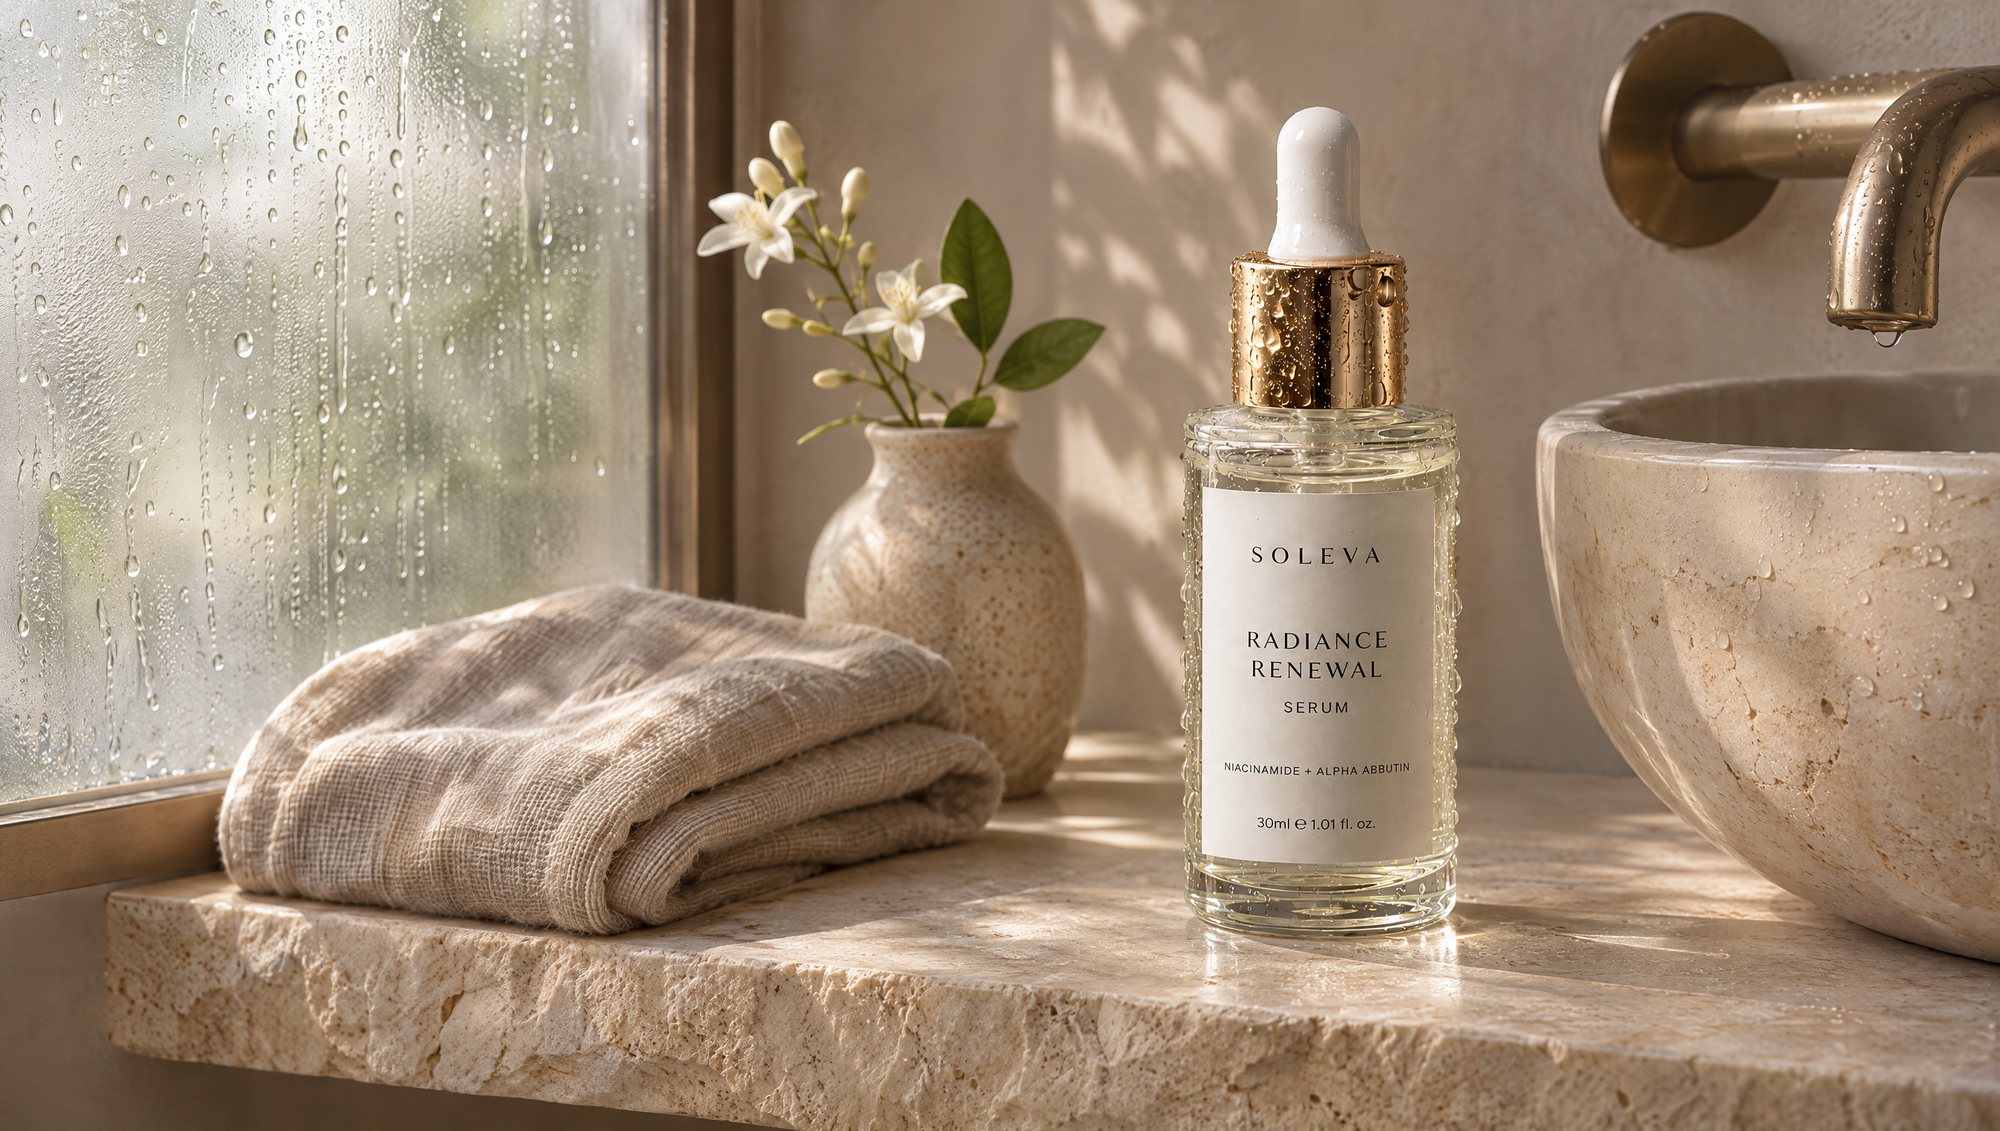 SOLEVA
RADIANCE
RENEWAL
SERUM
NIACINAMIDE + ALPHA ABBUTIN
30ml ℮ 1.01 fl. oz.